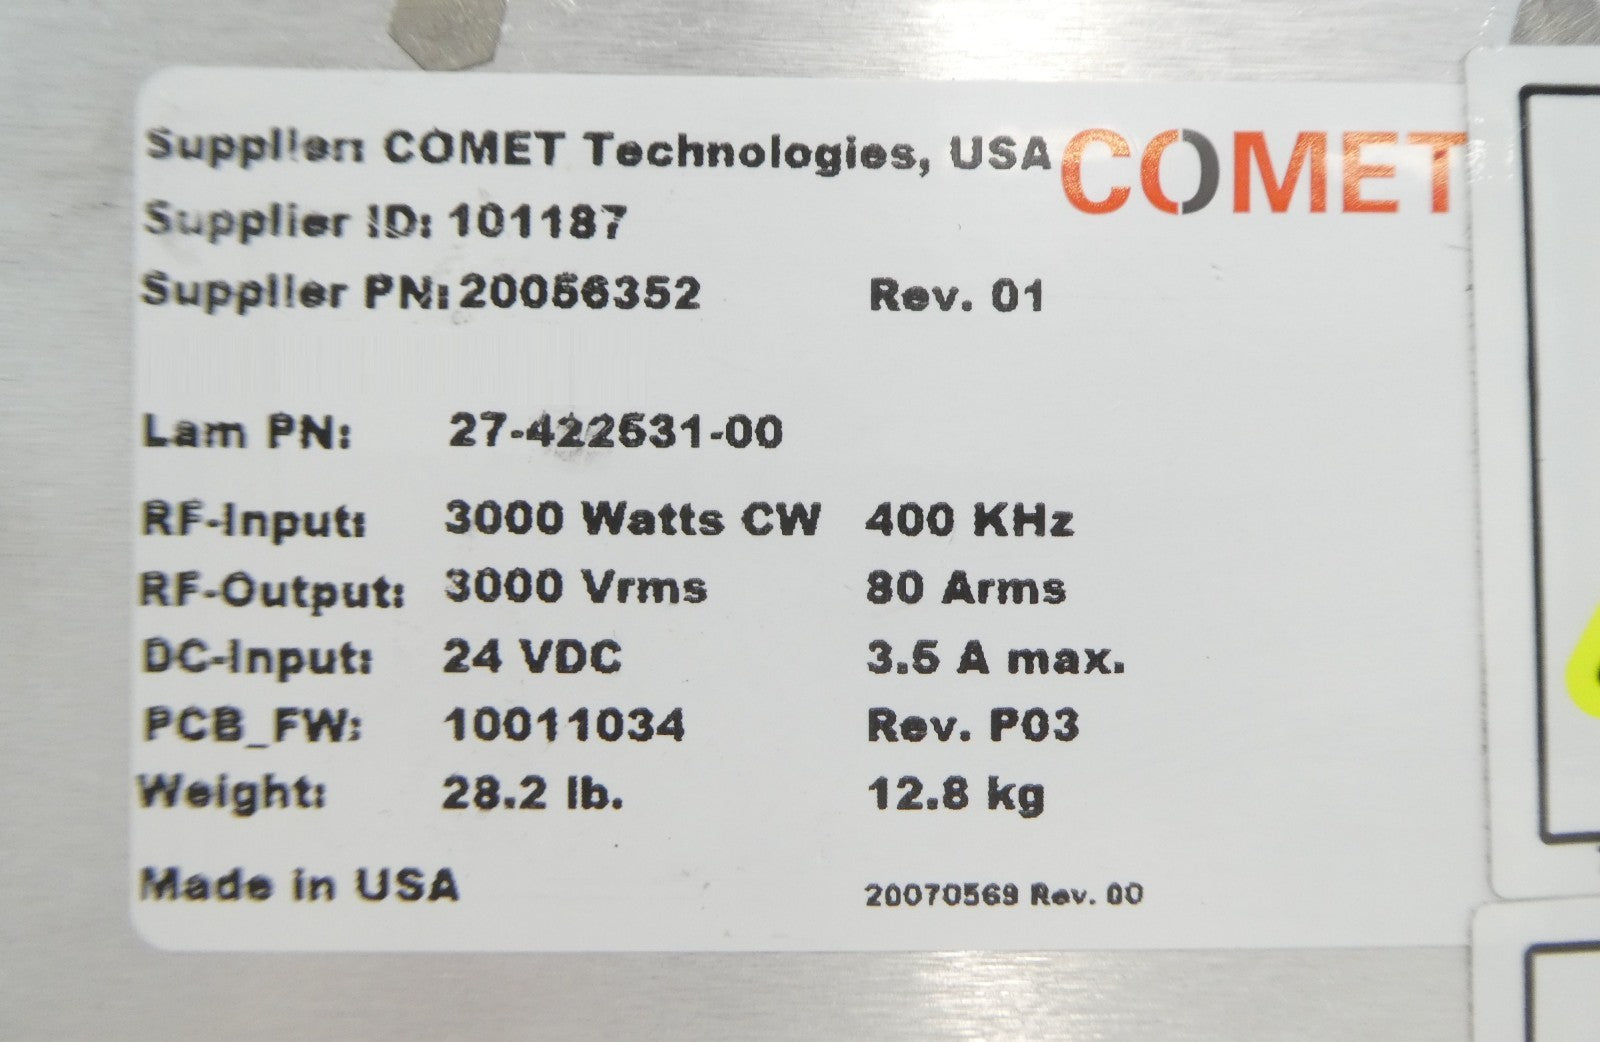 Supplier: COMET Technologies, USA COMET
Supplier ID: 101187
Supplier PN: 20056352 Rev. 01
Lam PN: 27-422531-00
RF-Input: 3000 Watts CW 400 KHz
RF-Output: 3000 Vrms 80 Arms
DC-Input: 24 VDC 3.5 A max.
PCB_FW: 10011034 Rev. P03
Weight: 28.2 lb. 12.8 kg
Made in USA 20070569 Rev. 00